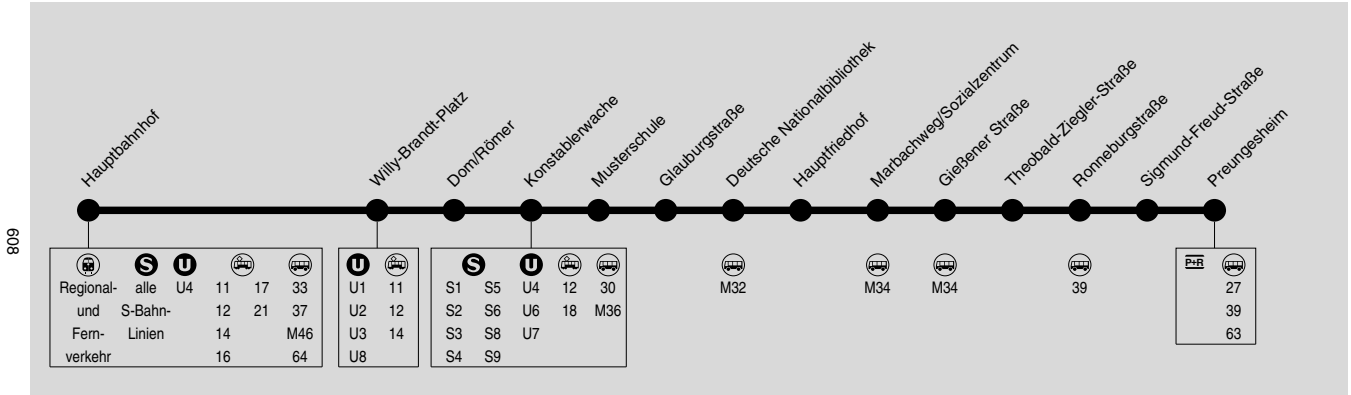 Hauptbahnhof
Willy-Brandt-Platz
Dom/Römer
Konstablerwache
Musterschule
Glauburgstraße
Deutsche Nationalbibliothek
Hauptfriedhof
Marbachweg/Sozialzentrum
Gießener Straße
Theobald-Ziegler-Straße
Ronneburgstraße
Sigmund-Freud-Straße
Preungesheim
S U U S U P+R
Regional- alle U4 11 17 33 U1 11 S1 S5 U4 12 30 M32 M34 M34 39 27
und S-Bahn- 12 21 37 U2 12 S2 S6 U6 18 M36 39
Fern- Linien 14 M46 U3 14 S3 S8 U7 63
verkehr 16 64 U8 S4 S9
608